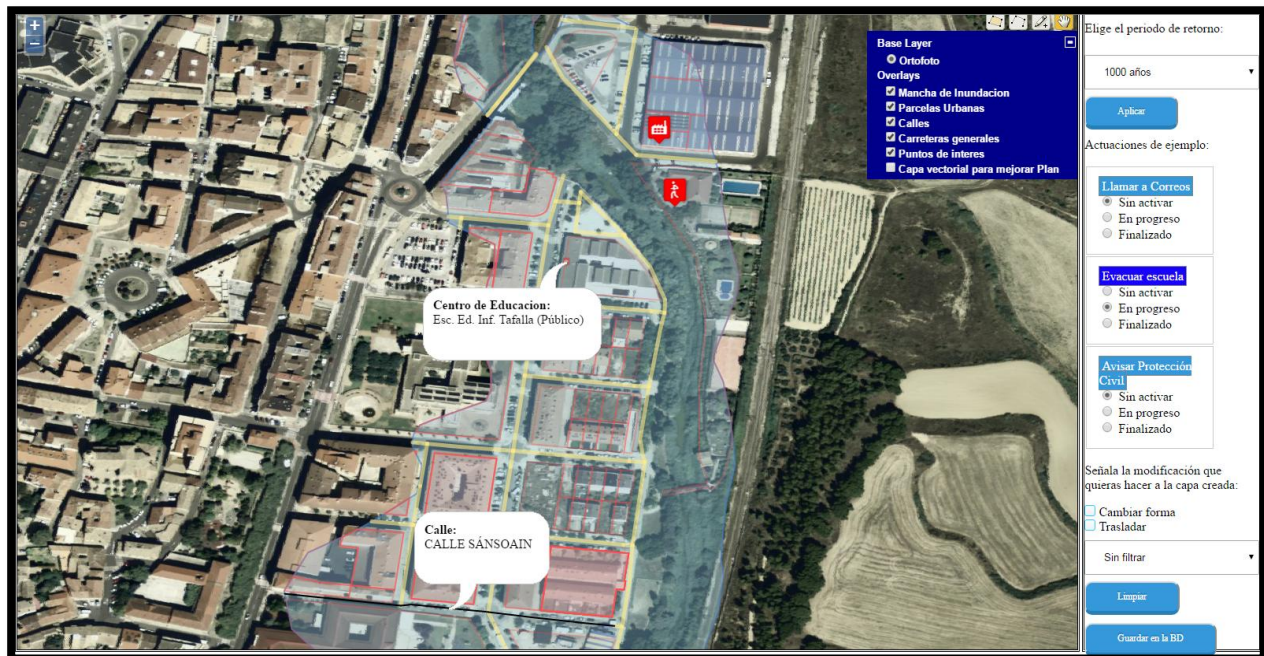 +
−
Base Layer
Ortofoto
Overlays
Mancha de Inundacion
Parcelas Urbanas
Calles
Carreteras generales
Puntos de interes
Capa vectorial para mejorar Plan
Centro de Educacion:
Esc. Ed. Inf. Tafalla (Público)
Calle:
CALLE SÁNSOAIN
Elige el periodo de retorno:
1000 años
Aplicar
Actuaciones de ejemplo:
Llamar a Correos
Sin activar
En progreso
Finalizado
Evacuar escuela
Sin activar
En progreso
Finalizado
Avisar Protección
Civil
Sin activar
En progreso
Finalizado
Señala la modificación que
quieras hacer a la capa creada:
Cambiar forma
Trasladar
Sin filtrar
Limpiar
Guardar en la BD